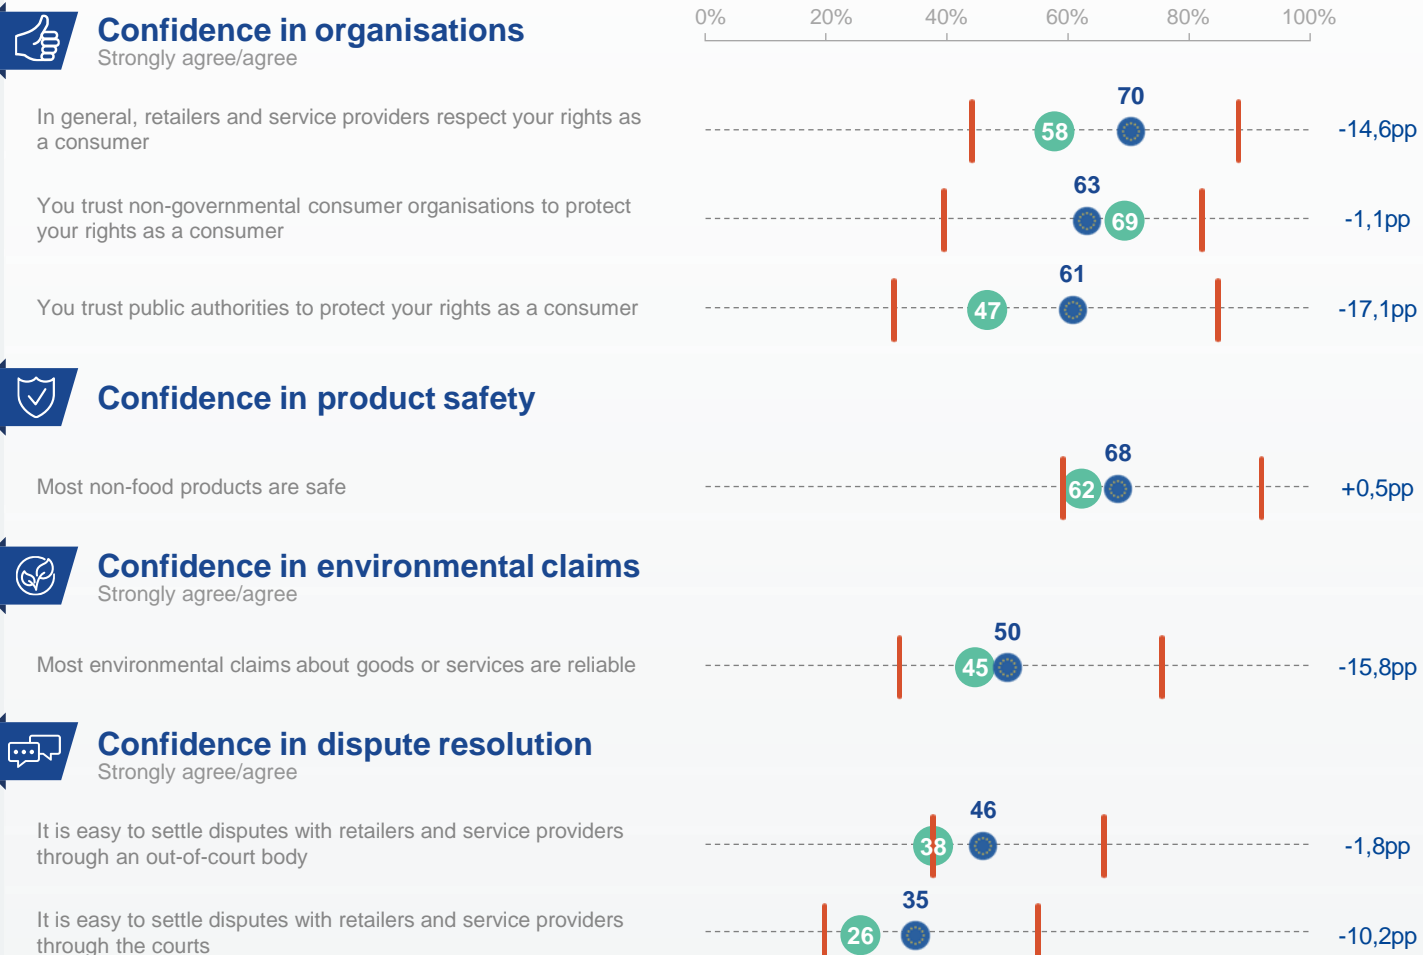 Confidence in organisations
Strongly agree/agree
0% 20% 40% 60% 80% 100%
In general, retailers and service providers respect your rights as
a consumer
58 70 -14,6pp
You trust non-governmental consumer organisations to protect
your rights as a consumer
63 69 -1,1pp
You trust public authorities to protect your rights as a consumer
47 61 -17,1pp
Confidence in product safety
Most non-food products are safe
62 68 +0,5pp
Confidence in environmental claims
Strongly agree/agree
Most environmental claims about goods or services are reliable
45 50 -15,8pp
Confidence in dispute resolution
Strongly agree/agree
It is easy to settle disputes with retailers and service providers
through an out-of-court body
38 46 -1,8pp
It is easy to settle disputes with retailers and service providers
through the courts
26 35 -10,2pp